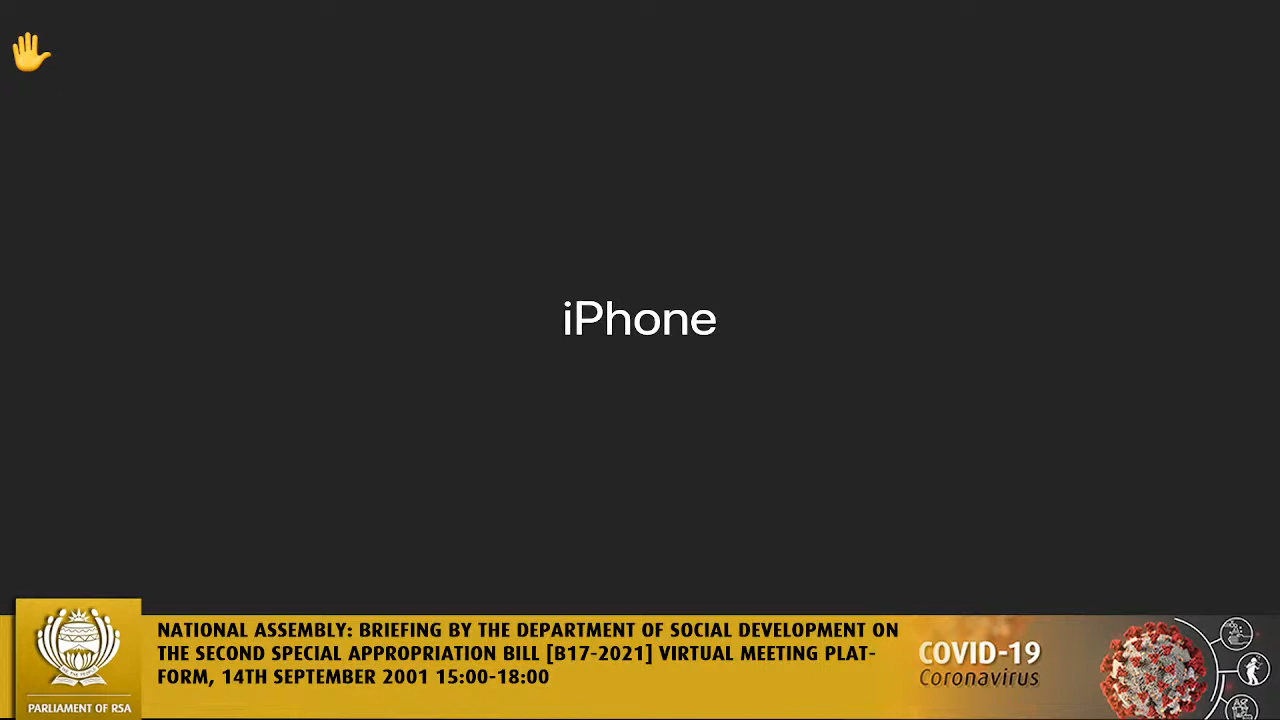 iPhone
NATIONAL ASSEMBLY: BRIEFING BY THE DEPARTMENT OF SOCIAL DEVELOPMENT ON
THE SECOND SPECIAL APPROPRIATION BILL [B17-2021] VIRTUAL MEETING PLAT-
FORM, 14TH SEPTEMBER 2001 15:00-18:00
COVID-19
Coronavirus
PARLIAMENT OF RSA